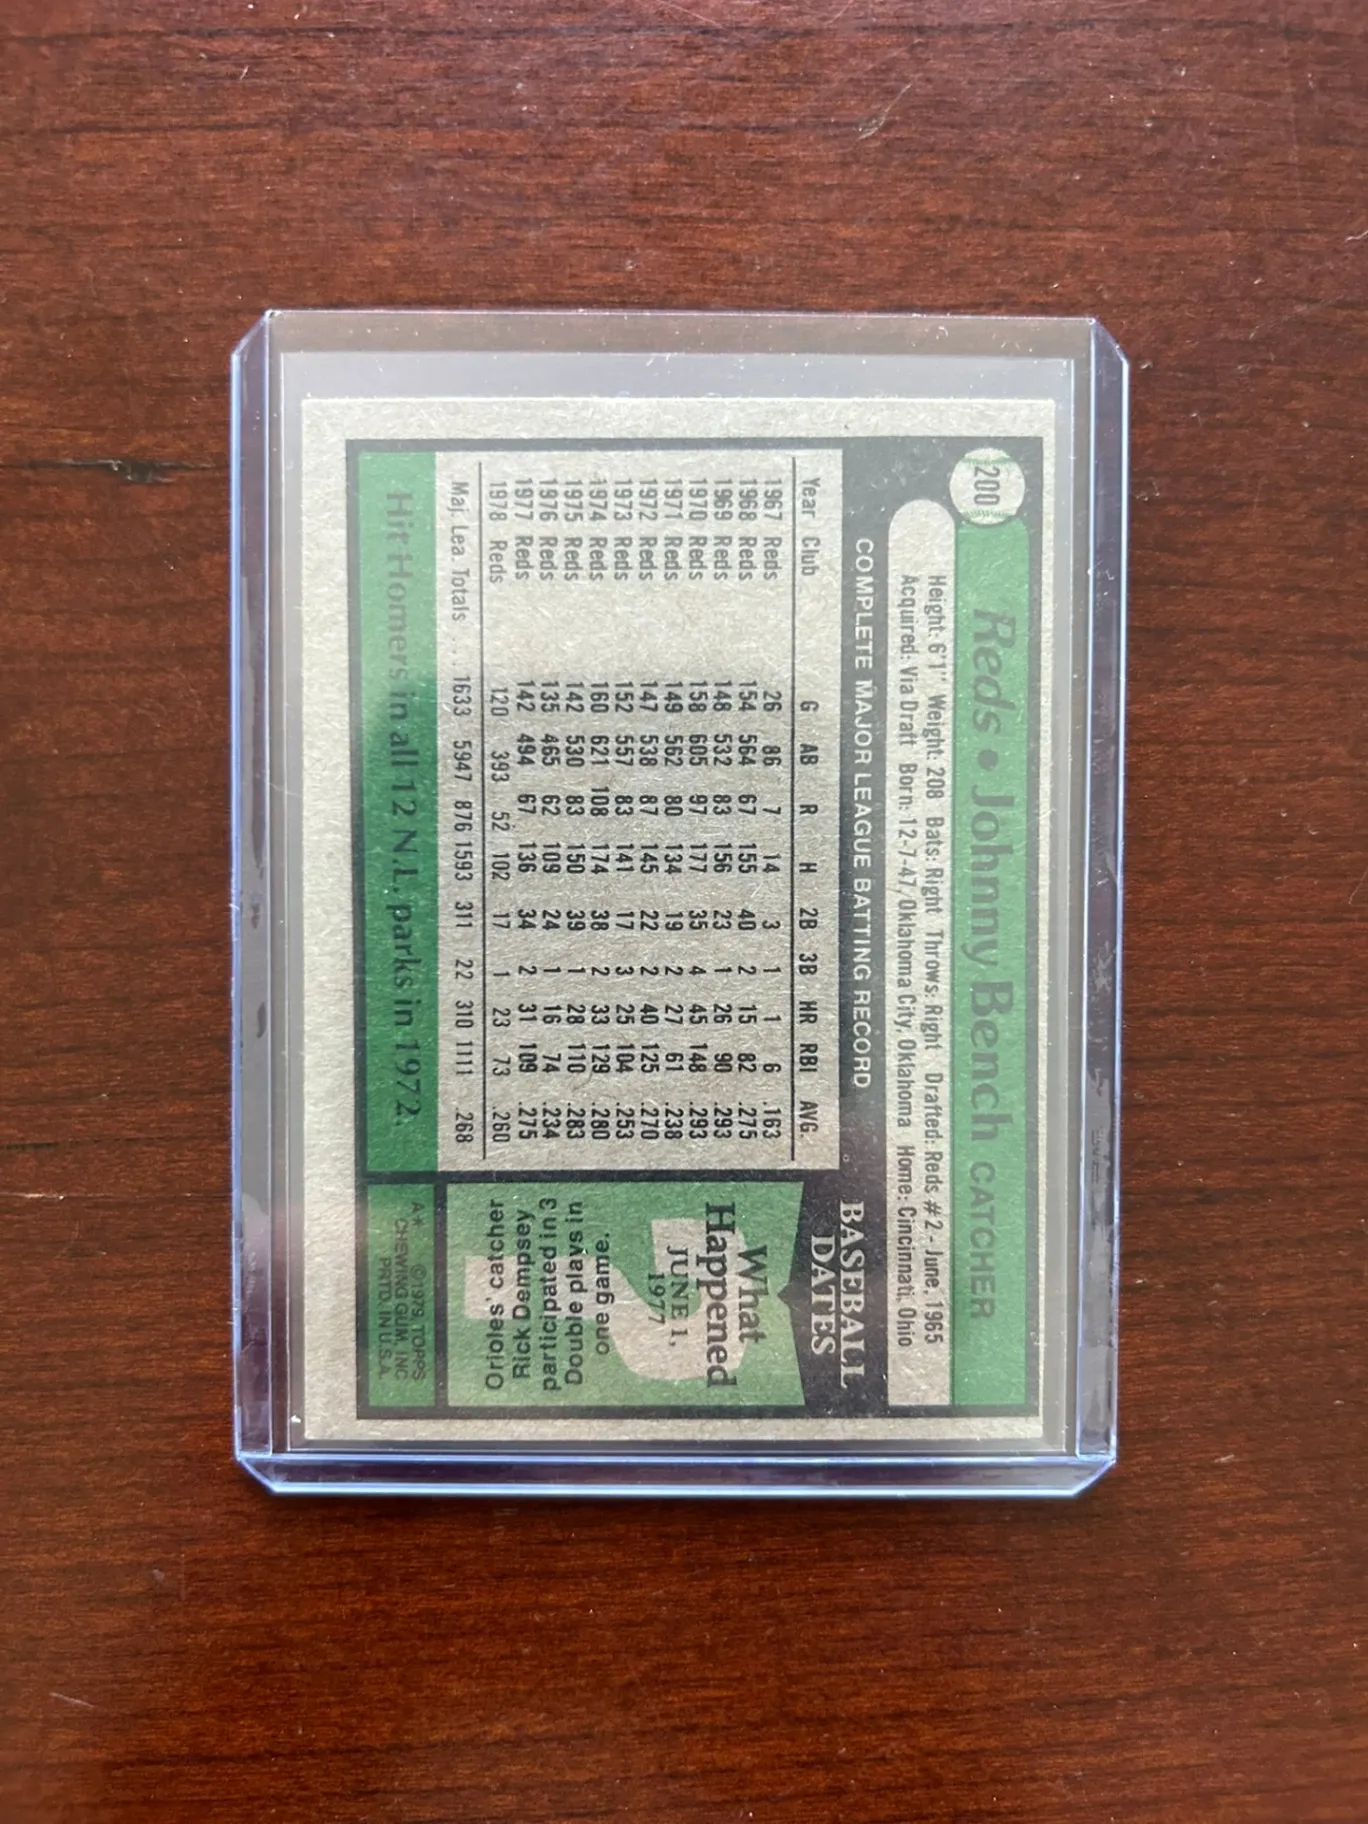 200
Reds • Johnny Bench CATCHER
Height: 6'1" Weight: 208 Bats: Right Throws: Right Drafted: Reds #2 - June, 1965
Acquired: Via Draft Born: 12-7-47, Oklahoma City, Oklahoma Home: Cincinnati, Ohio
COMPLETE MAJOR LEAGUE BATTING RECORD
Year Club G AB R H 2B 3B HR RBI AVG.
1967 Reds 26 86 7 14 3 1 1 6 .163
1968 Reds 154 564 67 155 40 2 15 82 .275
1969 Reds 148 532 83 156 23 1 26 90 .293
1970 Reds 158 605 97 177 35 4 45 148 .293
1971 Reds 149 562 80 134 19 2 27 61 .238
1972 Reds 147 538 87 145 22 2 40 125 .270
1973 Reds 152 557 83 141 17 3 25 104 .253
1974 Reds 160 621 108 174 38 2 33 129 .280
1975 Reds 142 530 83 150 39 1 28 110 .283
1976 Reds 135 465 62 109 24 1 16 74 .234
1977 Reds 142 494 67 136 34 2 31 109 .275
1978 Reds 120 393 52 102 17 1 23 73 .260
Maj. Lea. Totals .... 1633 5947 876 1593 311 22 310 1111 .268
Hit Homers in all 12 N.L. parks in 1972.
BASEBALL
DATES
What
Happened
JUNE 1,
1977
?
Orioles' catcher
Rick Dempsey
participated in 3
Double plays in
one game.
©1979, TOPPS
A* CHEWING GUM, INC
PRTD. IN U.S.A.